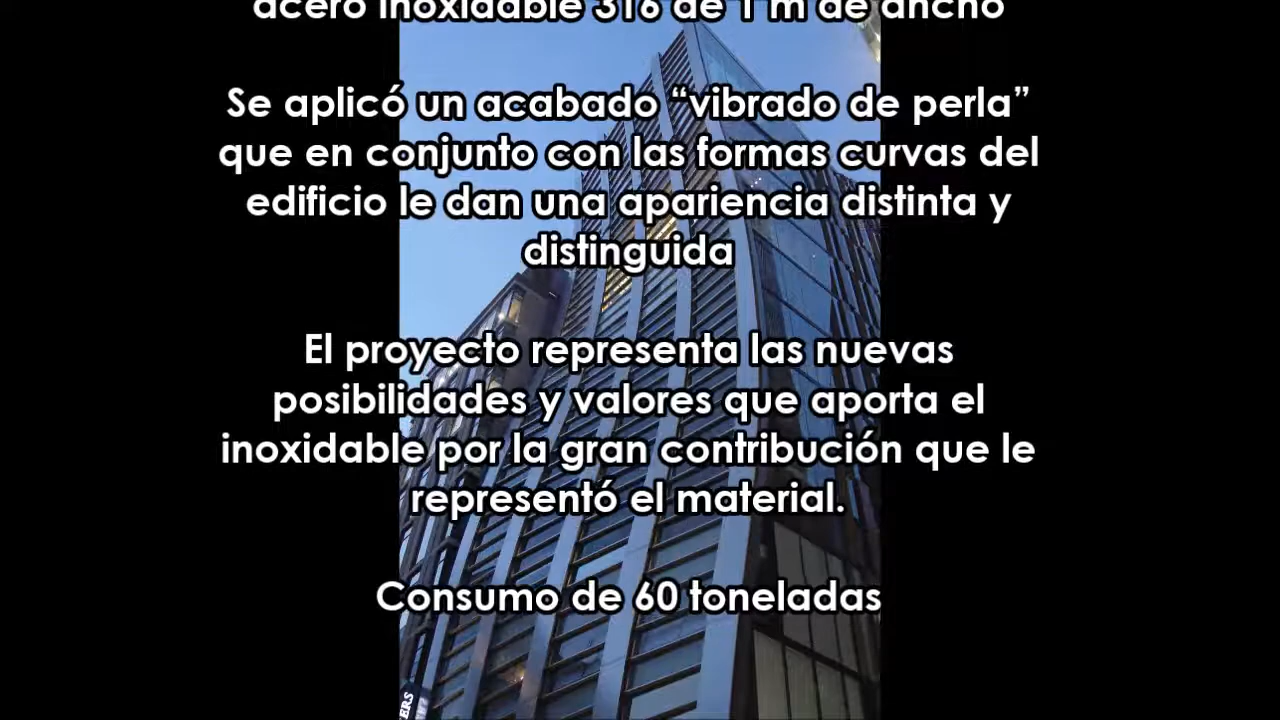 acero inoxidable 316 de 1 m de ancho
Se aplicó un acabado “vibrado de perla”
que en conjunto con las formas curvas del
edificio le dan una apariencia distinta y
distinguida
El proyecto representa las nuevas
posibilidades y valores que aporta el
inoxidable por la gran contribución que le
representó el material.
Consumo de 60 toneladas